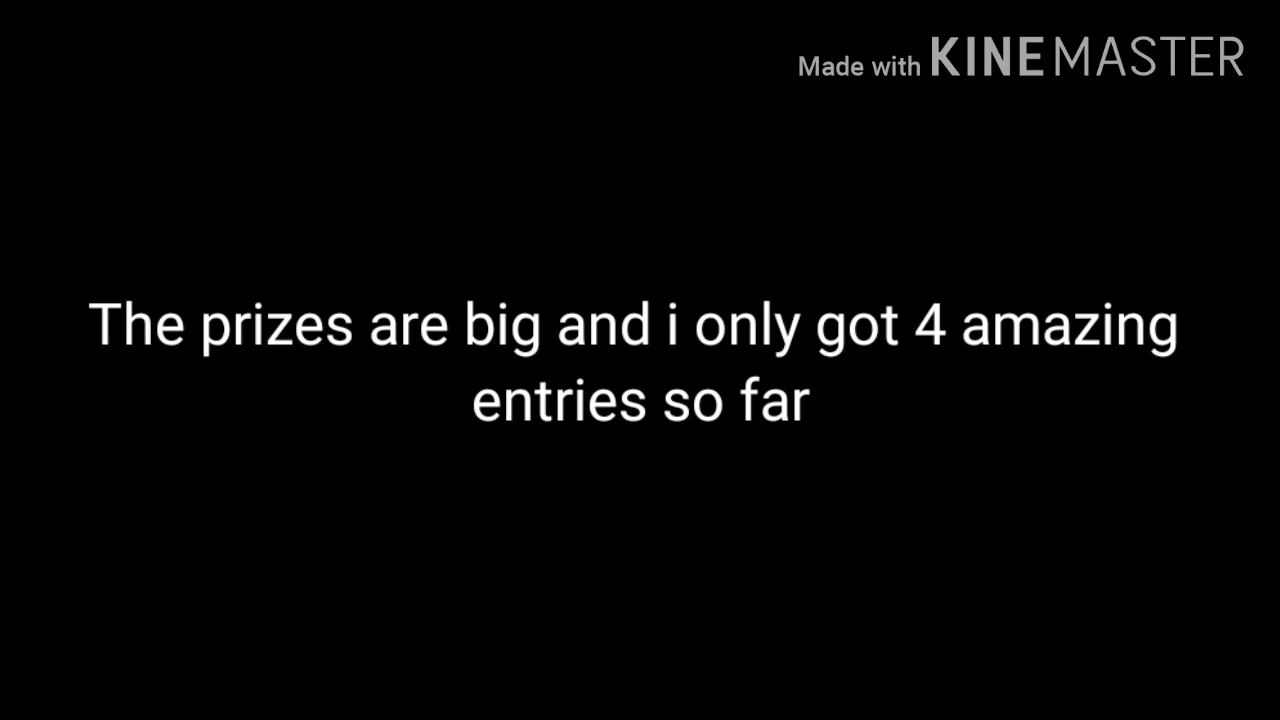 Made with KINEMASTER
The prizes are big and i only got 4 amazing
entries so far